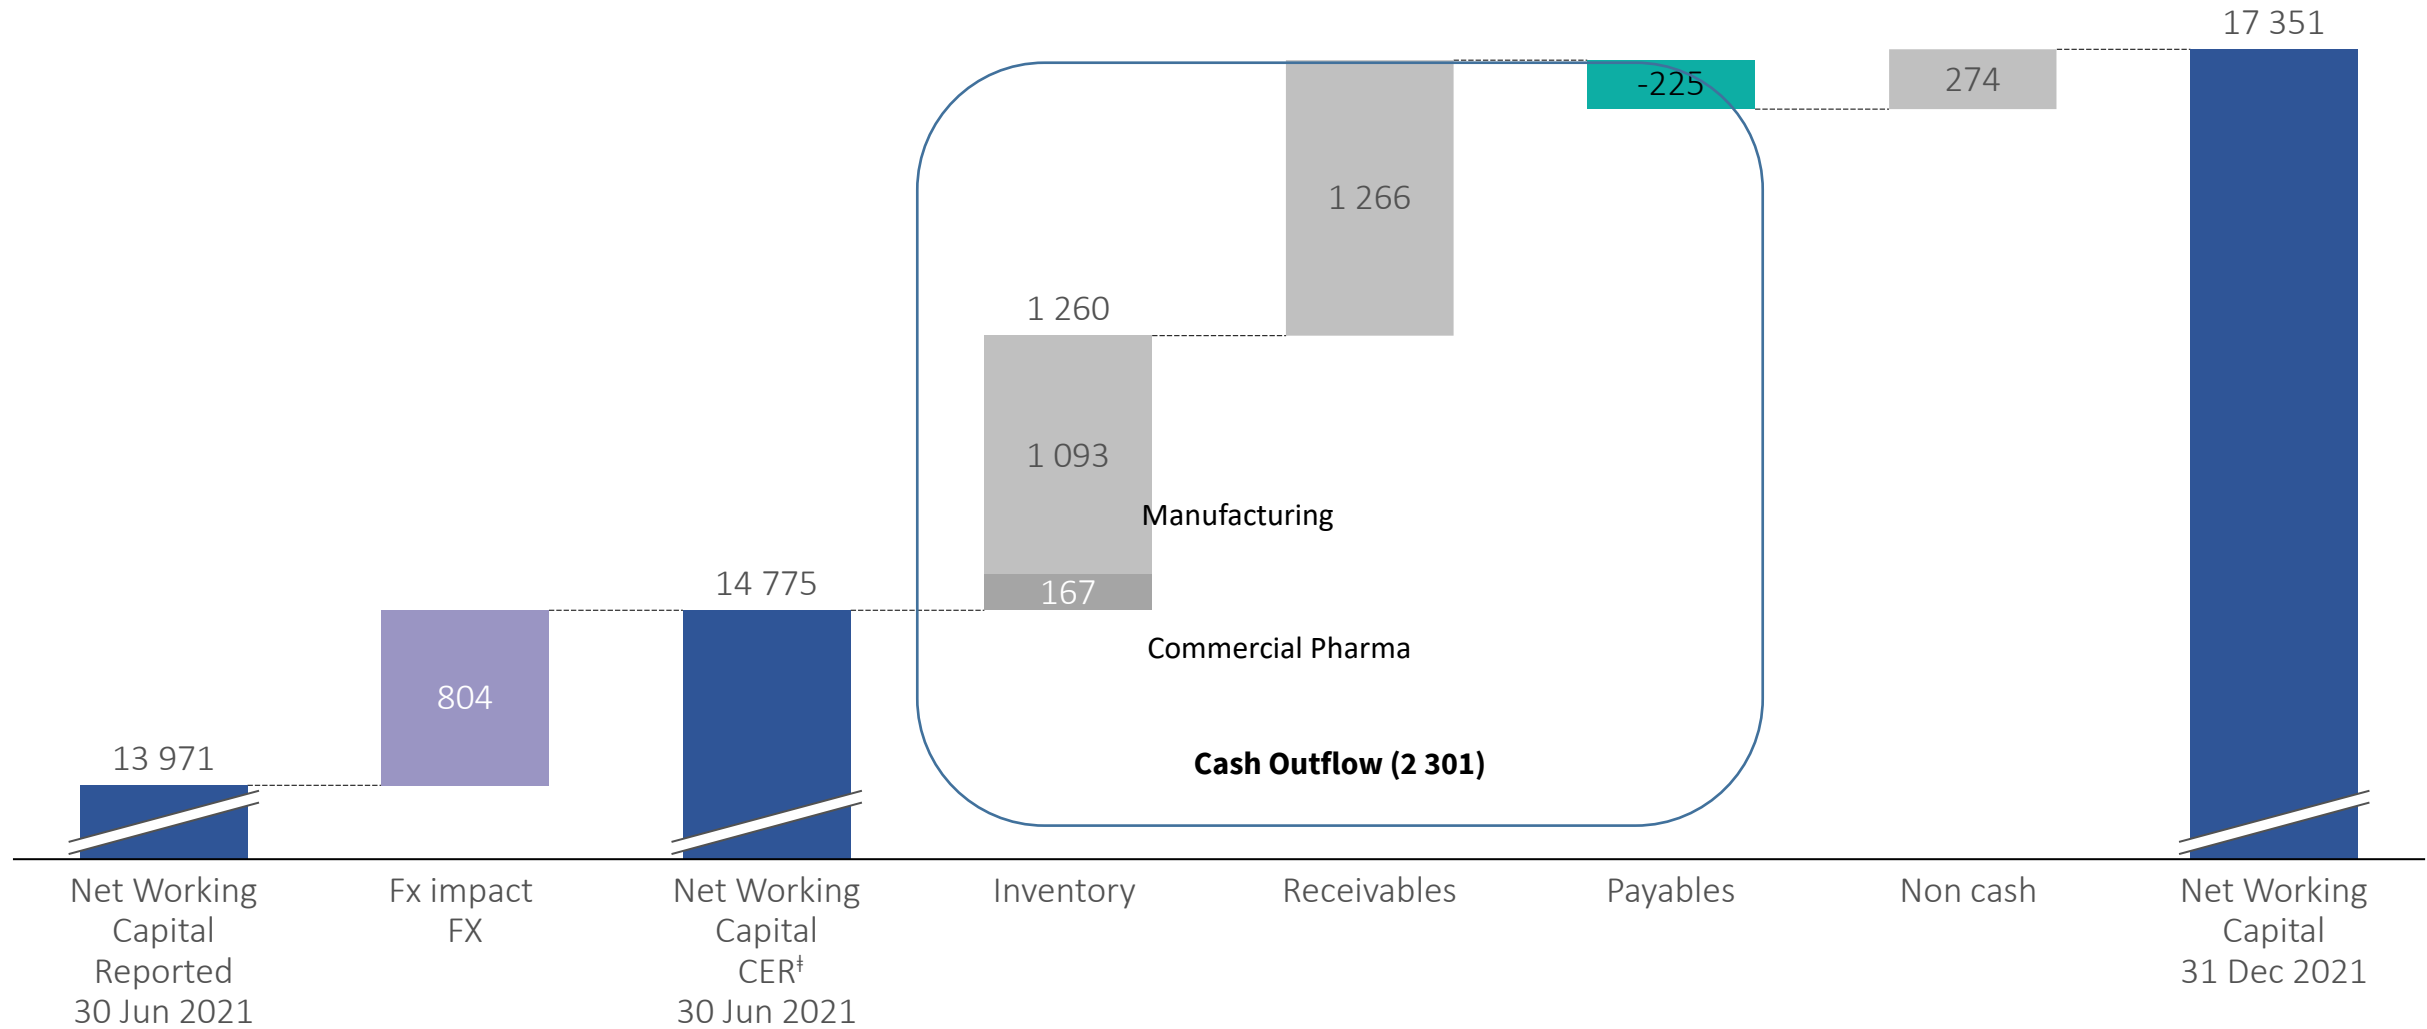 17 351
-225
274
1 266
1 260
1 093
Manufacturing
14 775
167
Commercial Pharma
804
13 971
Cash Outflow (2 301)
Net Working
Capital
Reported
30 Jun 2021
Fx impact
FX
Net Working
Capital
CER‡
30 Jun 2021
Inventory
Receivables
Payables
Non cash
Net Working
Capital
31 Dec 2021